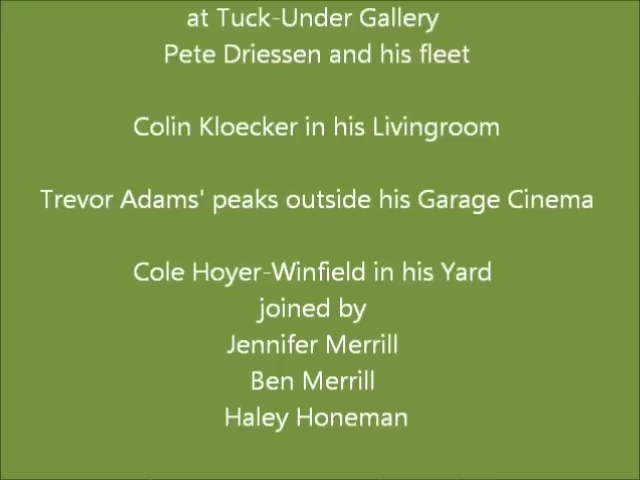 at Tuck-Under Gallery
Pete Driessen and his fleet
Colin Kloecker in his Livingroom
Trevor Adams' peaks outside his Garage Cinema
Cole Hoyer-Winfield in his Yard
joined by
Jennifer Merrill
Ben Merrill
Haley Honeman